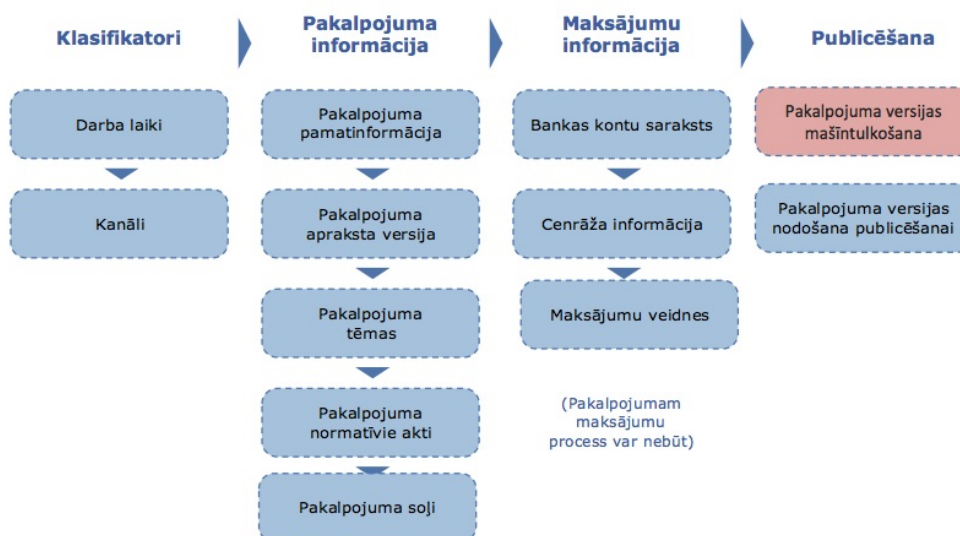 Klasifikatori
Darba laiki
Kanāli
Pakalpojuma
informācija
Pakalpojuma
pamatinformācija
Pakalpojuma
apraksta versija
Pakalpojuma
tēmas
Pakalpojuma
normatīvie akti
Pakalpojuma soļi
Maksājumu
informācija
Bankas kontu saraksts
Cenrāža informācija
Maksājumu veidnes
(Pakalpojumam
maksājumu
process var nebūt)
Publicēšana
Pakalpojuma versijas
mašīntulkošana
Pakalpojuma versijas
nodošana publicēšanai